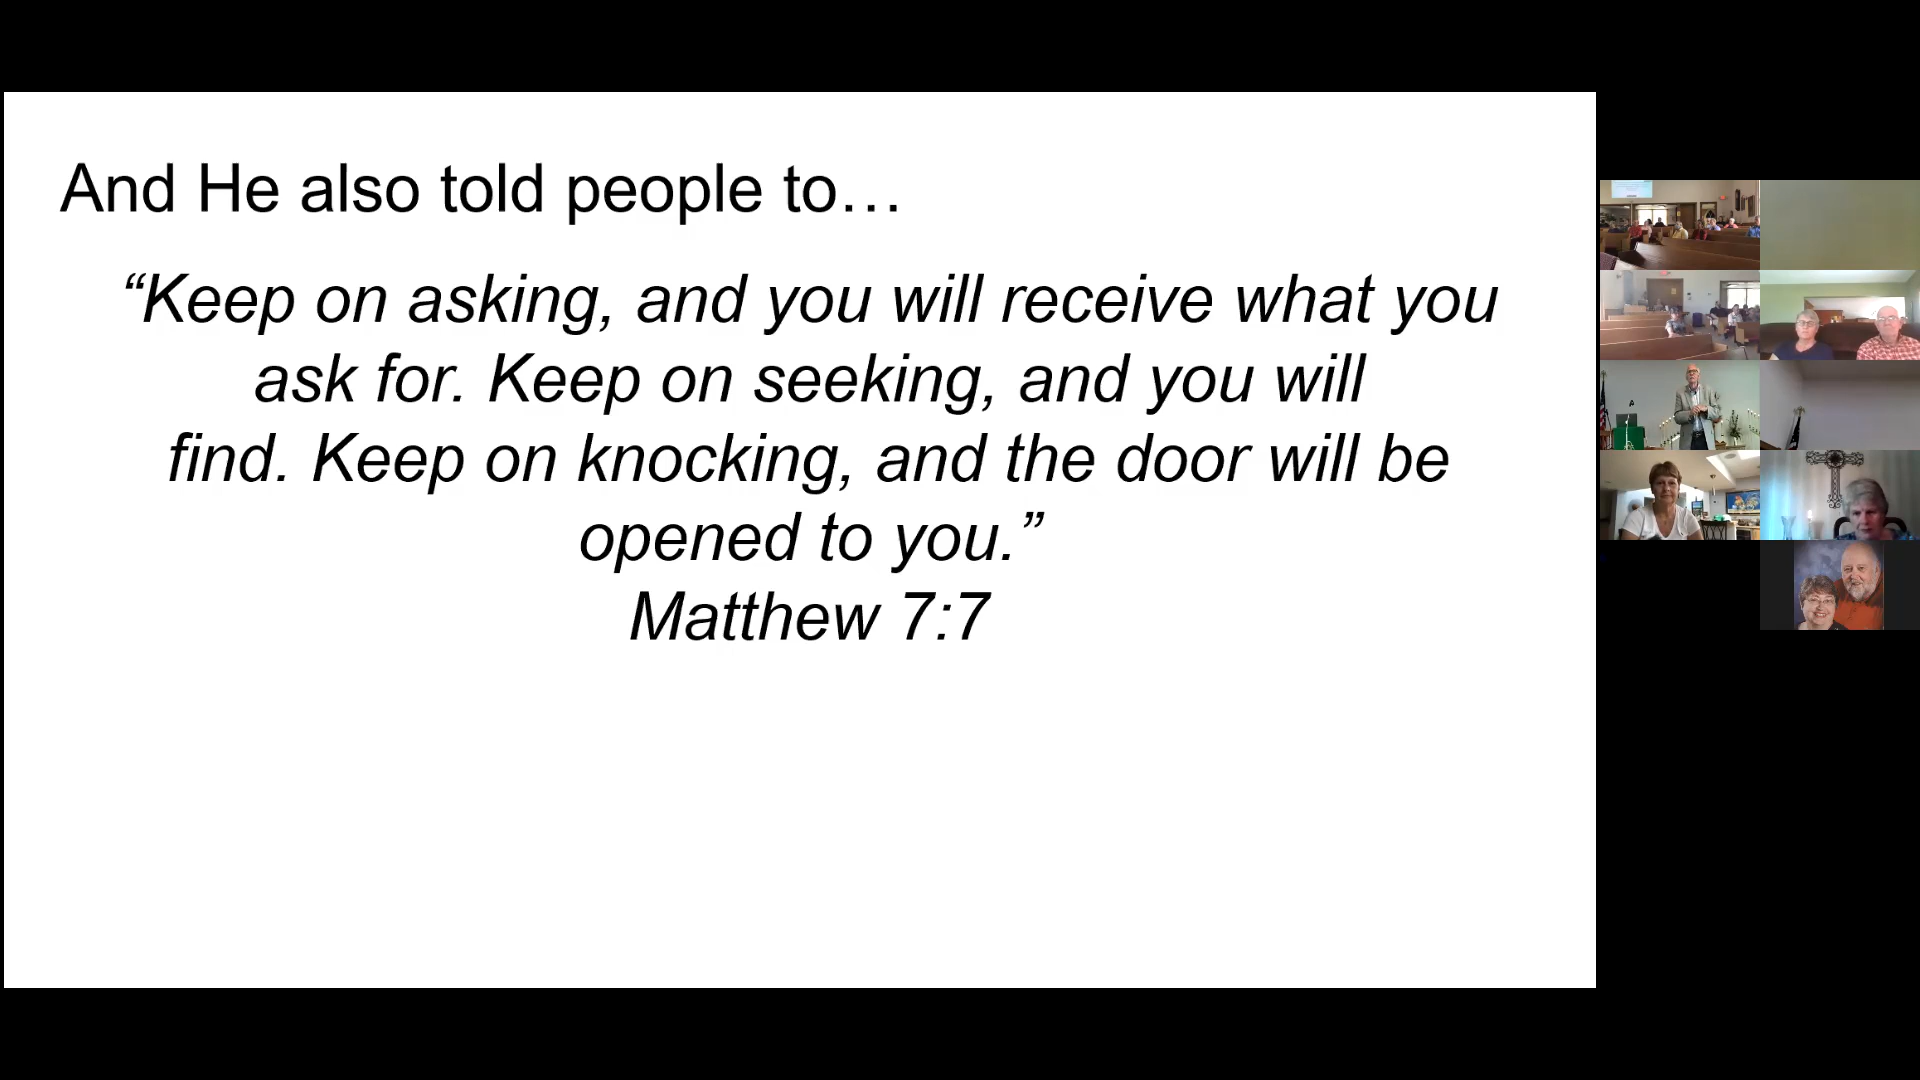 And He also told people to…
“Keep on asking, and you will receive what you
ask for. Keep on seeking, and you will
find. Keep on knocking, and the door will be
opened to you.”
Matthew 7:7